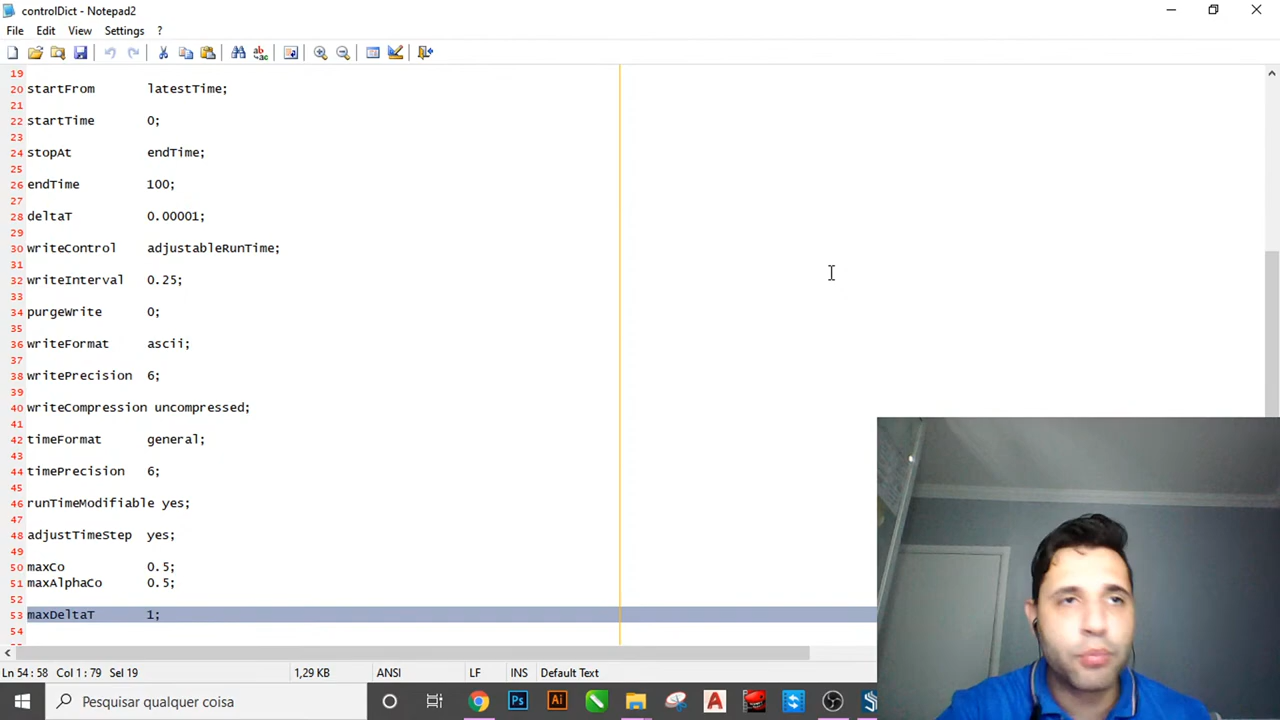 controlDict - Notepad2
File Edit View Settings ?
19
20 startFrom latestTime;
21
22 startTime 0;
23
24 stopAt endTime;
25
26 endTime 100;
27
28 deltaT 0.00001;
29
30 writeControl adjustableRunTime;
31
32 writeInterval 0.25;
33
34 purgeWrite 0;
35
36 writeFormat ascii;
37
38 writePrecision 6;
39
40 writeCompression uncompressed;
41
42 timeFormat general;
43
44 timePrecision 6;
45
46 runTimeModifiable yes;
47
48 adjustTimeStep yes;
49
50 maxCo 0.5;
51 maxAlphaCo 0.5;
52
53 maxDeltaT 1;
54
Ln 54 : 58 Col 1 : 79 Sel 19 1,29 KB ANSI LF INS Default Text
Pesquisar qualquer coisa Ps Ai A